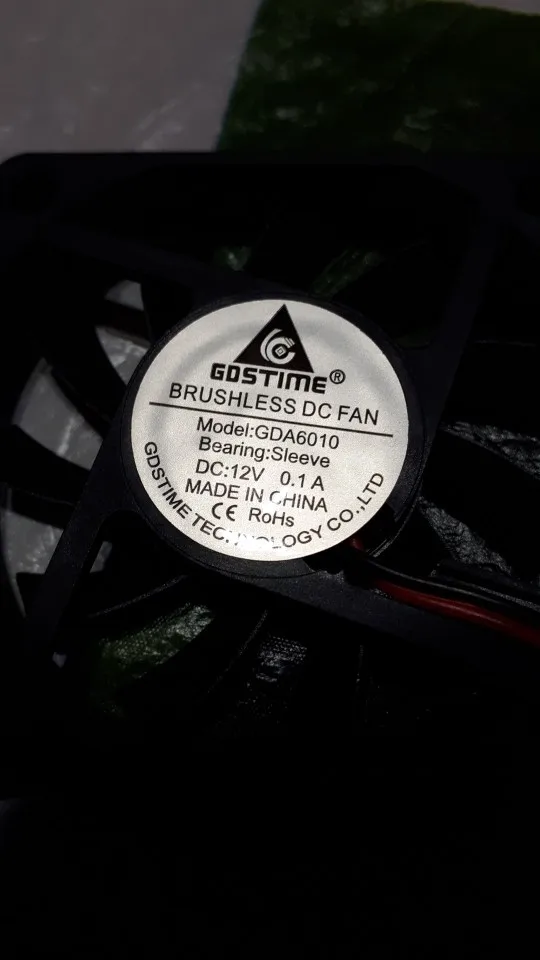 GDSTIME®
BRUSHLESS DC FAN
Model:GDA6010
Bearing:Sleeve
DC:12V 0.1 A
MADE IN CHINA
CE RoHs
GDSTIME TECHNOLOGY CO.,LTD